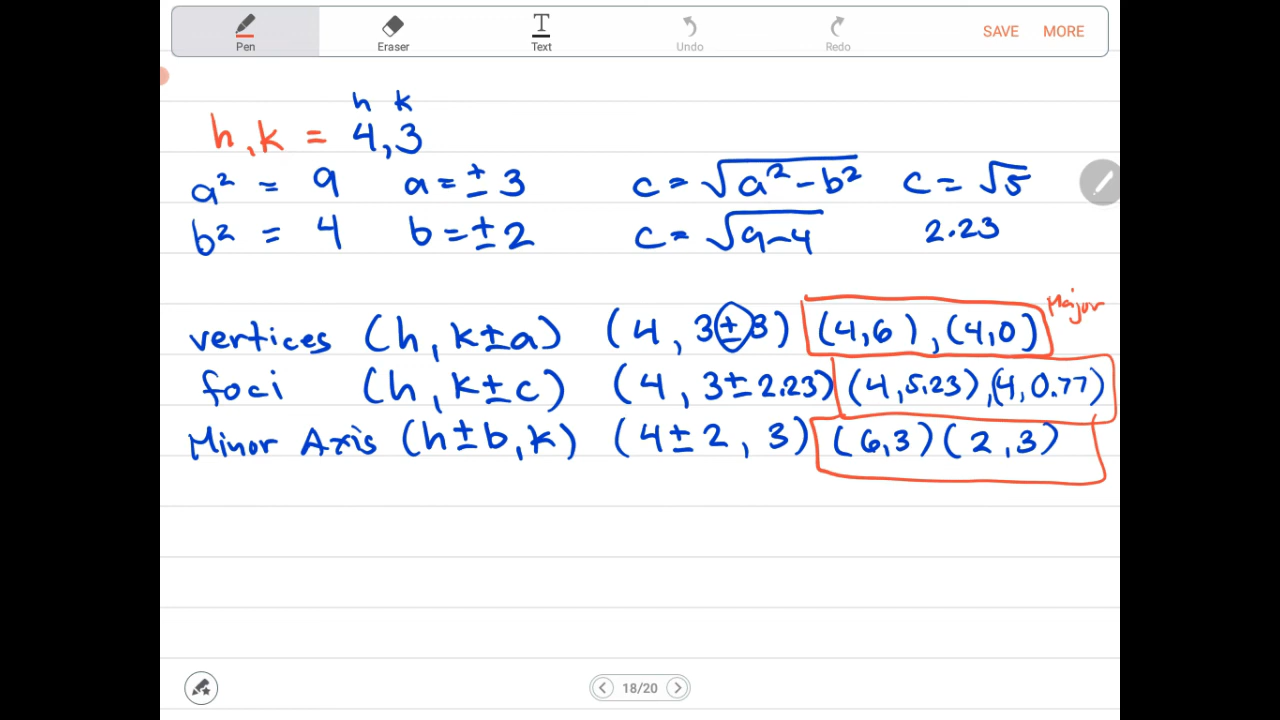 Pen Eraser Text Undo Redo SAVE MORE
h k
h,k = 4,3
a² = 9 a = ± 3 c = √a²-b² c = √5
b² = 4 b = ± 2 c = √9-4 2.23
Major
vertices (h, k±a) (4, 3±3) (4,6), (4,0)
foci (h, k±c) (4, 3±2.23) (4,5.23),(4,0.77)
Minor Axis (h±b,k) (4±2, 3) (6,3)(2,3)
18/20